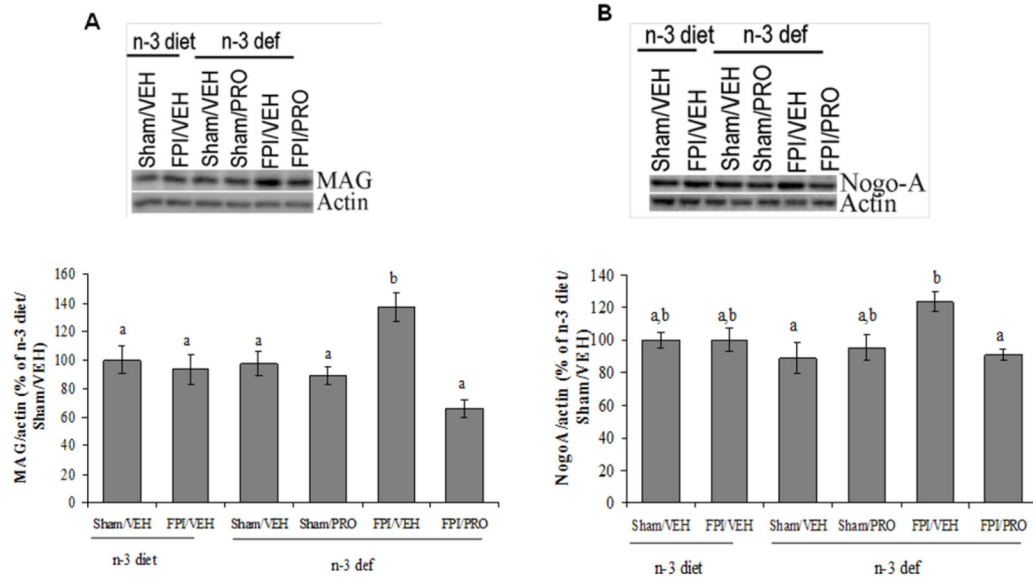 A
n-3 diet n-3 def
Sham/VEH
FPI/VEH
Sham/VEH
Sham/PRO
FPI/VEH
FPI/PRO
MAG
Actin
MAG/actin (% of n-3 diet/
Sham/VEH)
160
140
120
100
80
60
40
20
0
a
a
a
a
b
a
Sham/VEH FPI/VEH Sham/VEH Sham/PRO FPI/VEH FPI/PRO
n-3 diet n-3 def
B
n-3 diet n-3 def
Sham/VEH
FPI/VEH
Sham/VEH
Sham/PRO
FPI/VEH
FPI/PRO
Nogo-A
Actin
NogoA/actin (% of n-3 diet/
Sham/VEH)
140
120
100
80
60
40
20
0
a,b
a,b
a
a,b
b
a
Sham/VEH FPI/VEH Sham/VEH Sham/PRO FPI/VEH FPI/PRO
n-3 diet n-3 def